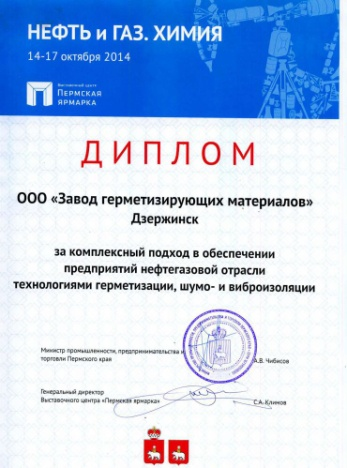 НЕФТЬ и ГАЗ. ХИМИЯ
14-17 октября 2014
Выставочный центр
ПЕРМСКАЯ
ЯРМАРКА
ДИПЛОМ
ООО «Завод герметизирующих материалов»
Дзержинск
за комплексный подход в обеспечении
предприятий нефтегазовой отрасли
технологиями герметизации, шумо- и виброизоляции
Министр промышленности, предпринимательства и
торговли Пермского края
А.В. Чибисов
Генеральный директор
Выставочного центра «Пермская ярмарка»
С.А. Климов